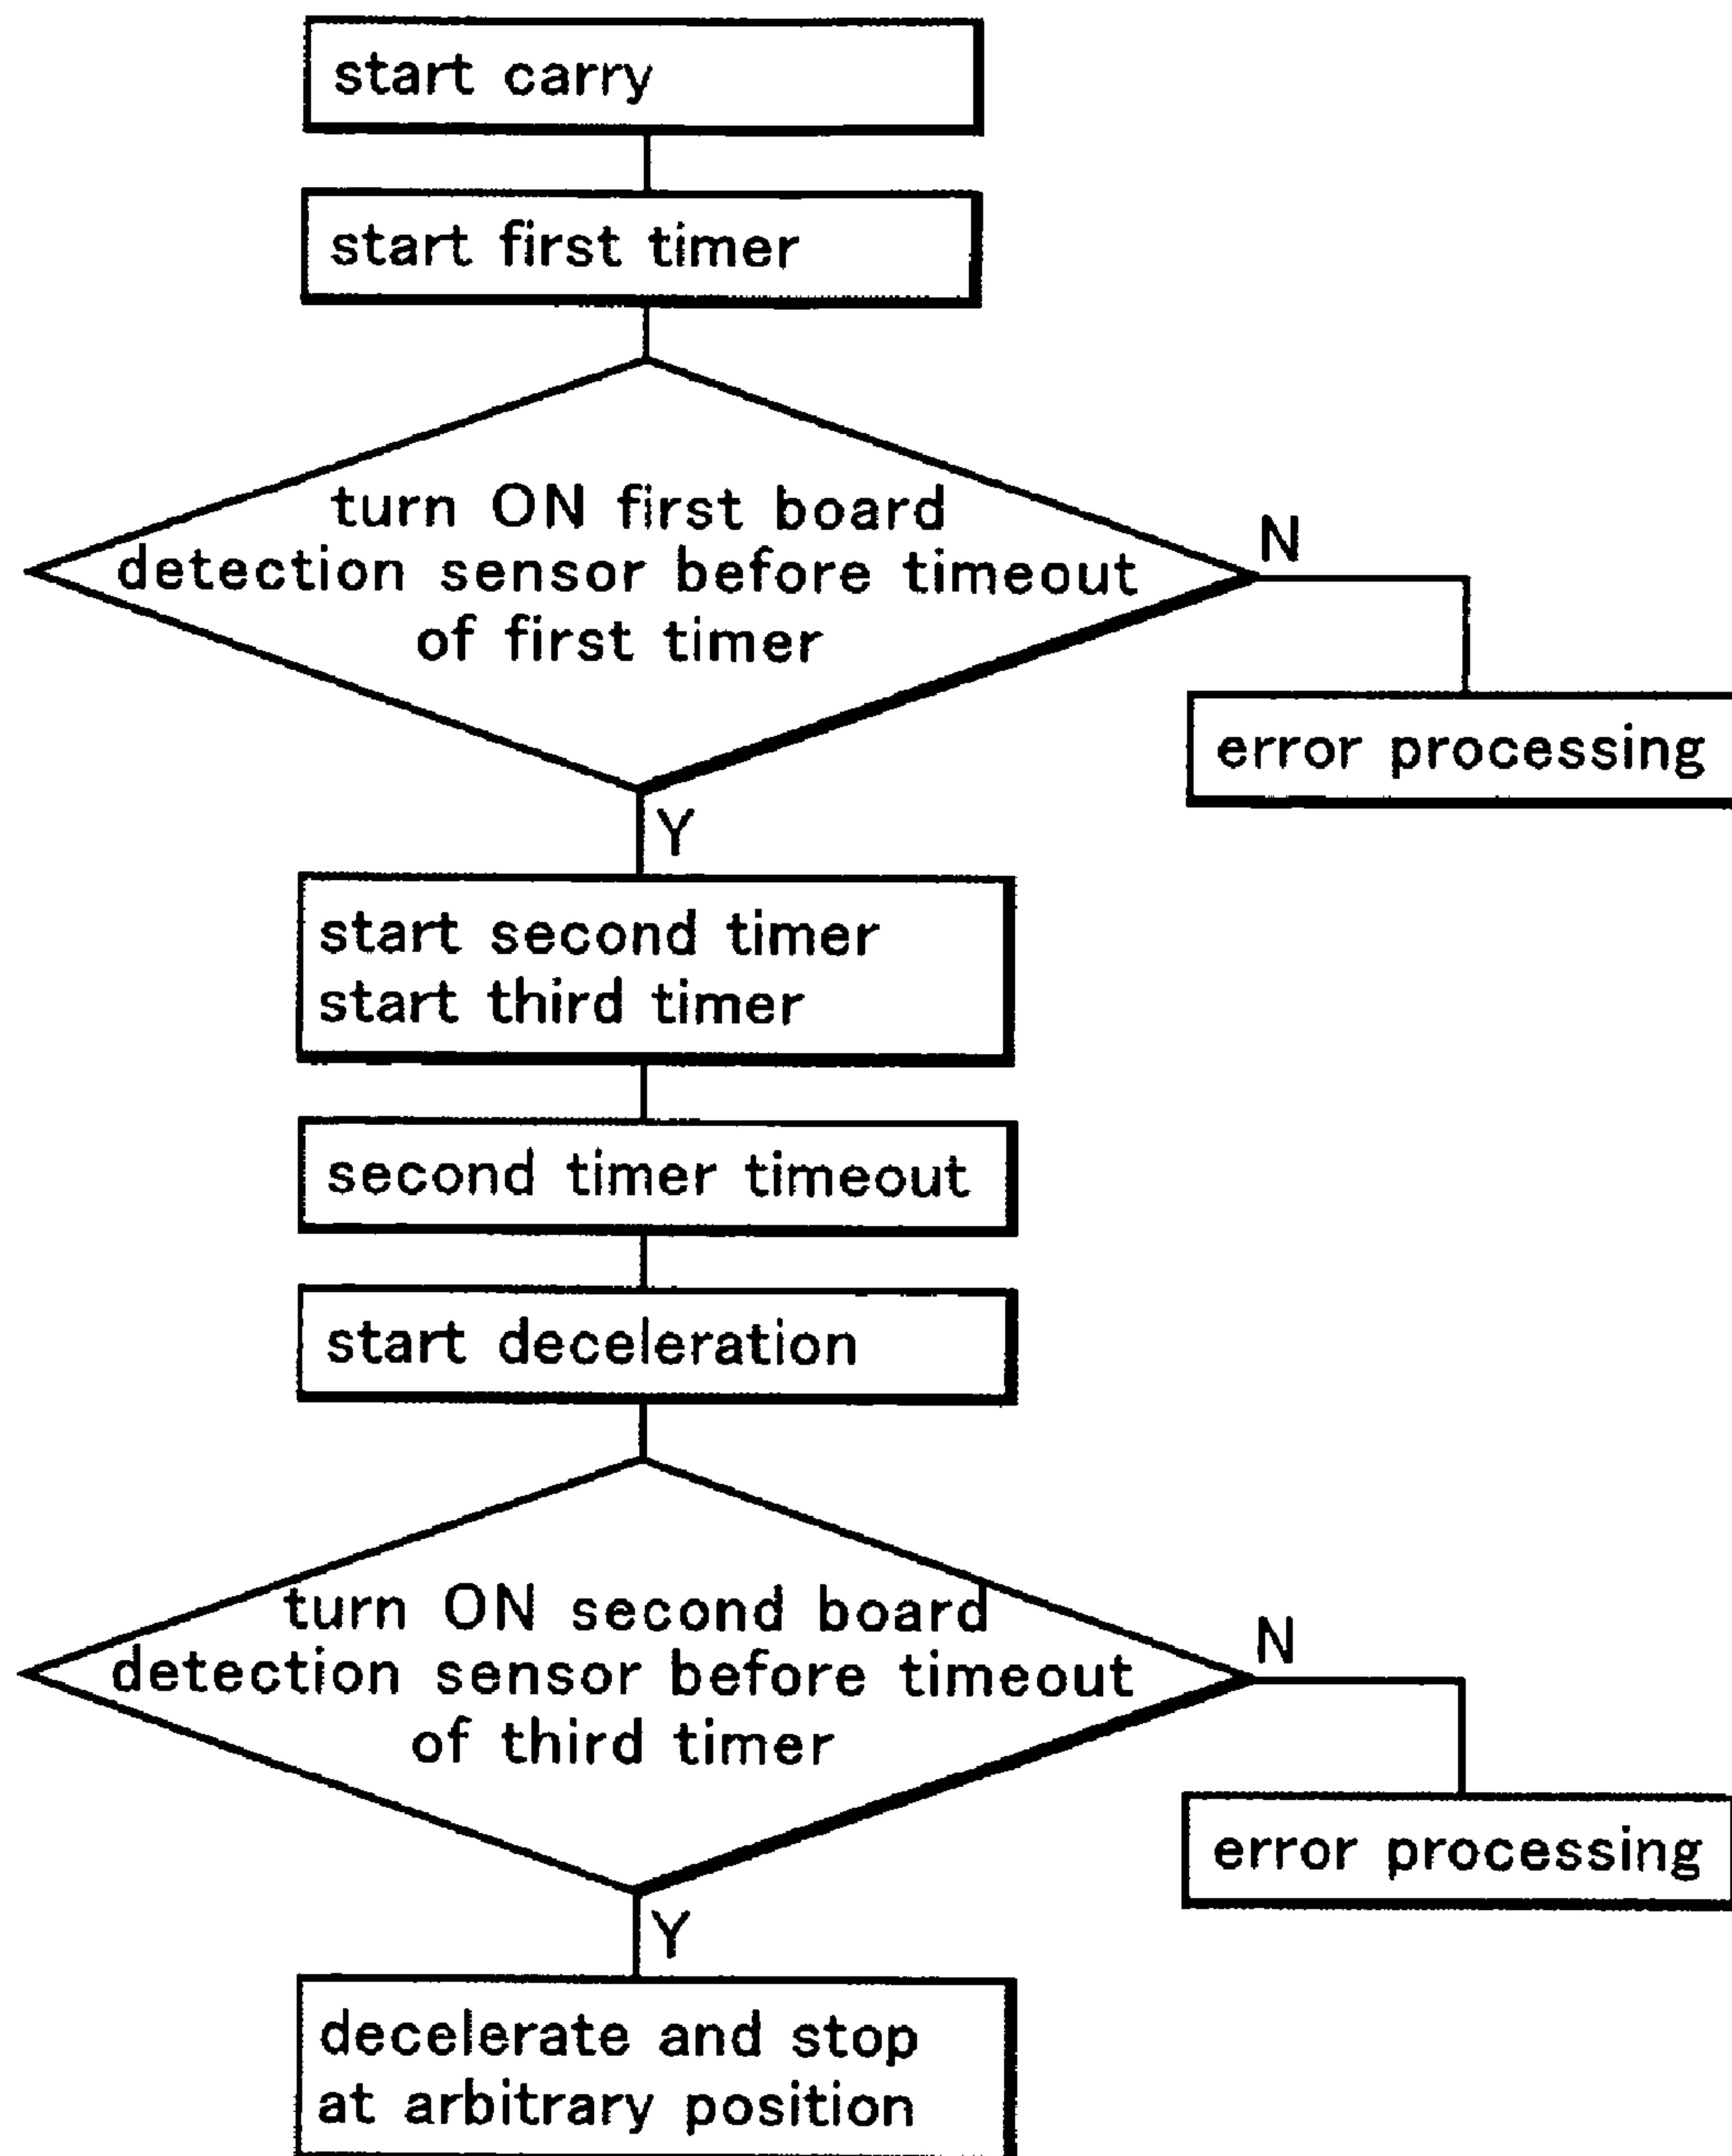 start carry
start first timer
turn ON first board
detection sensor before timeout
of first timer
N
error processing
Y
start second timer
start third timer
second timer timeout
start deceleration
turn ON second board
detection sensor before timeout
of third timer
N
error processing
Y
decelerate and stop
at arbitrary position